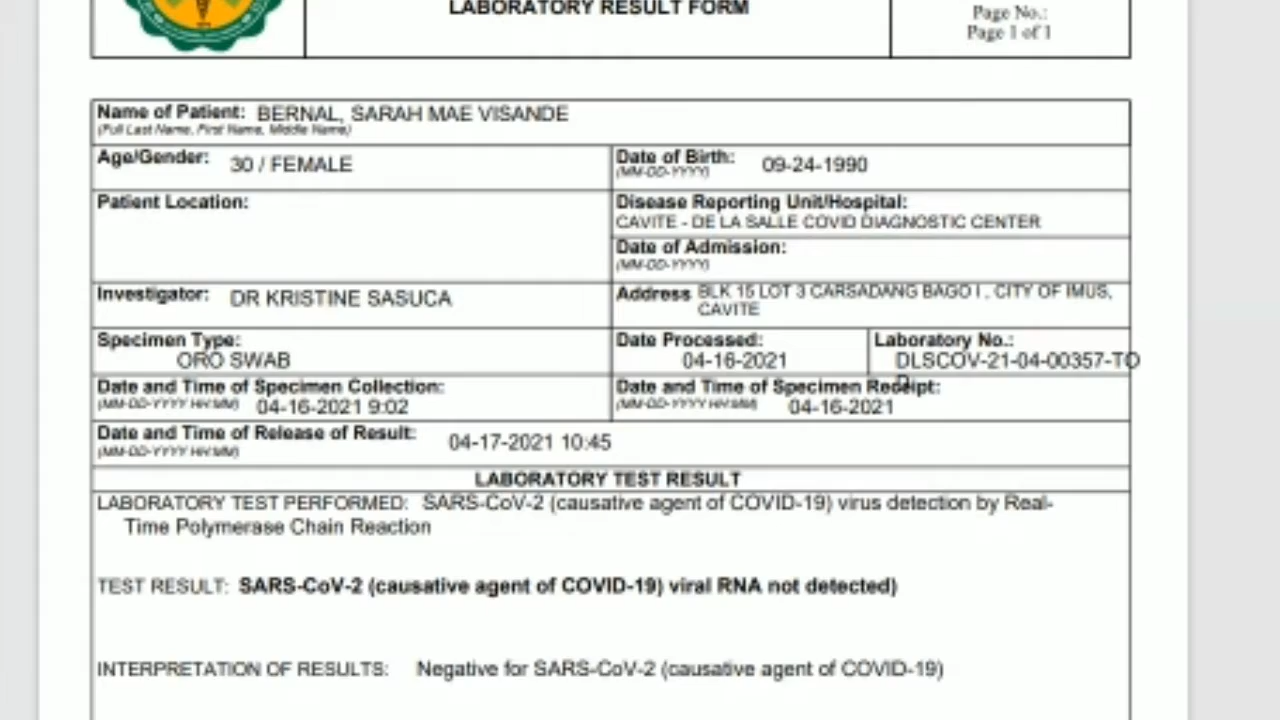 LABORATORY RESULT FORM
Page No.:
Page 1 of 1
Name of Patient: BERNAL, SARAH MAE VISANDE
(Full Last Name, First Name, Middle Name)
Age/Gender: 30 / FEMALE
Date of Birth: 09-24-1990
(MM-DD-YYYY)
Patient Location:
Disease Reporting Unit/Hospital:
CAVITE - DE LA SALLE COVID DIAGNOSTIC CENTER
Date of Admission:
(MM-DD-YYYY)
Investigator: DR KRISTINE SASUCA
Address BLK 15 LOT 3 CARSADANG BAGO I , CITY OF IMUS,
CAVITE
Specimen Type:
ORO SWAB
Date Processed:
04-16-2021
Laboratory No.:
DLSCOV-21-04-00357-TO
D
Date and Time of Specimen Collection:
(MM-DD-YYYY HH:MM) 04-16-2021 9:02
Date and Time of Specimen Receipt:
(MM-DD-YYYY HH:MM) 04-16-2021
Date and Time of Release of Result: 04-17-2021 10:45
(MM-DD-YYYY HH:MM)
LABORATORY TEST RESULT
LABORATORY TEST PERFORMED: SARS-CoV-2 (causative agent of COVID-19) virus detection by Real-
Time Polymerase Chain Reaction
TEST RESULT: SARS-CoV-2 (causative agent of COVID-19) viral RNA not detected)
INTERPRETATION OF RESULTS: Negative for SARS-CoV-2 (causative agent of COVID-19)